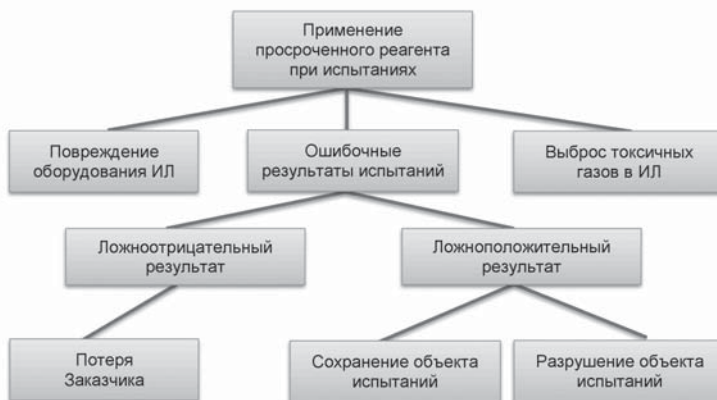 Применение
просроченного реагента
при испытаниях
Повреждение
оборудования ИЛ
Ошибочные
результаты испытаний
Выброс токсичных
газов в ИЛ
Ложноотрицательный
результат
Ложноположительный
результат
Потеря
Заказчика
Сохранение объекта
испытаний
Разрушение объекта
испытаний